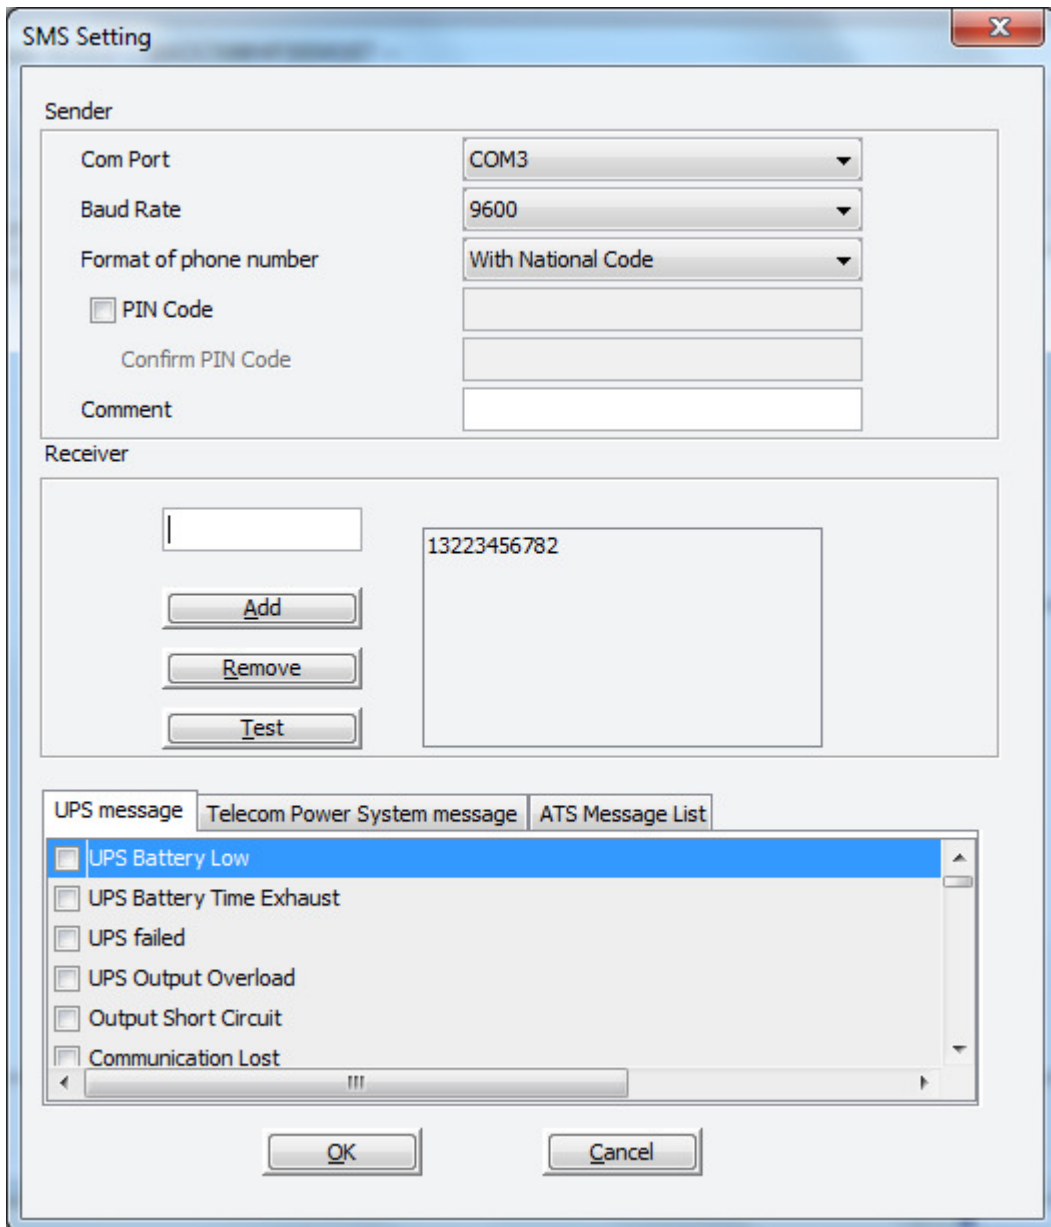 SMS Setting
Sender
Com Port COM3
Baud Rate 9600
Format of phone number With National Code
PIN Code
Confirm PIN Code
Comment
Receiver
13223456782
Add
Remove
Test
UPS message Telecom Power System message ATS Message List
UPS Battery Low
UPS Battery Time Exhaust
UPS failed
UPS Output Overload
Output Short Circuit
Communication Lost
OK Cancel